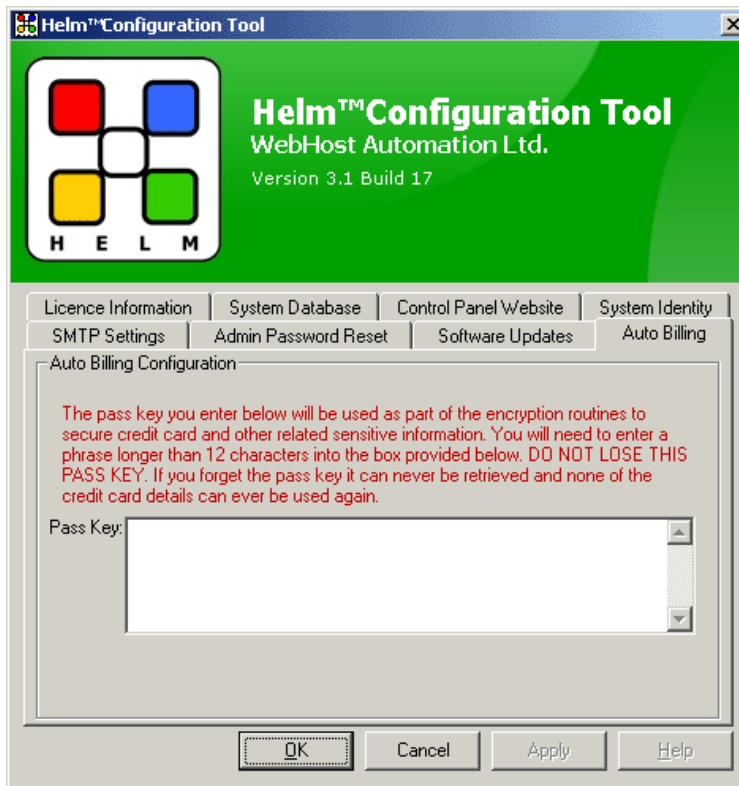 Helm™Configuration Tool
Helm™Configuration Tool
WebHost Automation Ltd.
Version 3.1 Build 17
H E L M
Licence Information System Database Control Panel Website System Identity
SMTP Settings Admin Password Reset Software Updates Auto Billing
Auto Billing Configuration
The pass key you enter below will be used as part of the encryption routines to
secure credit card and other related sensitive information. You will need to enter a
phrase longer than 12 characters into the box provided below. DO NOT LOSE THIS
PASS KEY. If you forget the pass key it can never be retrieved and none of the
credit card details can ever be used again.
Pass Key:
OK Cancel Apply Help